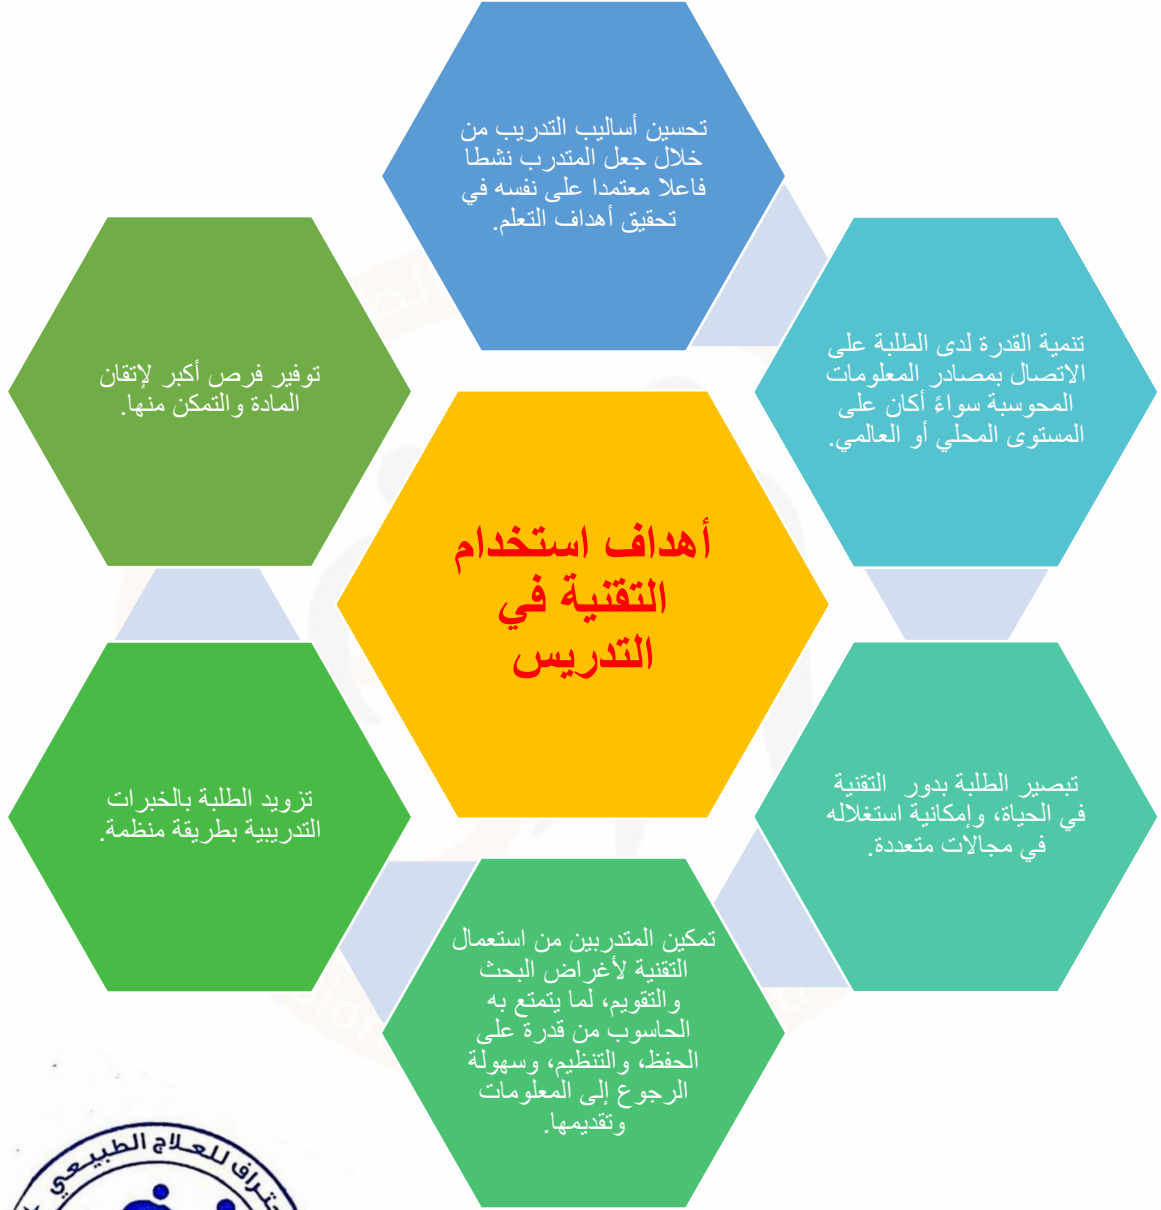 تحسين أساليب التدريب من
خلال جعل المتدرب نشطا
فاعلا معتمدا على نفسه في
تحقيق أهداف التعلم.
تنمية القدرة لدى الطلبة على
الاتصال بمصادر المعلومات
المحوسبة سواءً أكان على
المستوى المحلي أو العالمي.
توفير فرص أكبر لإتقان
المادة والتمكن منها.
أهداف استخدام
التقنية في
التدريس
تبصير الطلبة بدور التقنية
في الحياة، وإمكانية استغلاله
في مجالات متعددة.
تزويد الطلبة بالخبرات
التدريبية بطريقة منظمة.
تمكين المتدربين من استعمال
التقنية لأغراض البحث
والتقويم، لما يتمتع به
الحاسوب من قدرة على
الحفظ، والتنظيم، وسهولة
الرجوع إلى المعلومات
وتقديمها.
للعلاج الطبيعي